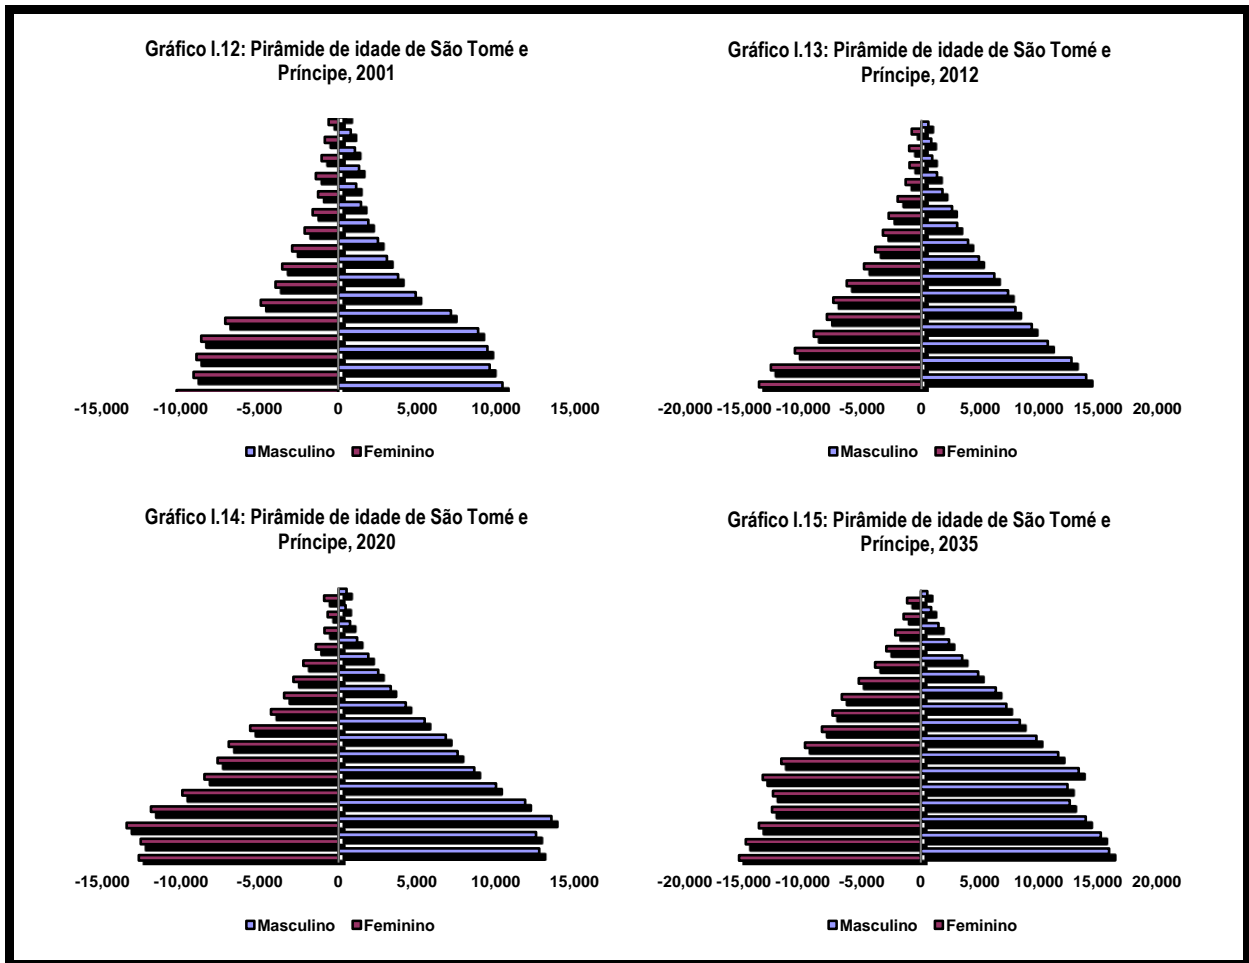 Gráfico I.12: Pirâmide de idade de São Tomé e
Príncipe, 2001
-15,000 -10,000 -5,000 0 5,000 10,000 15,000
Masculino Feminino
Gráfico I.13: Pirâmide de idade de São Tomé e
Príncipe, 2012
-20,000 -15,000 -10,000 -5,000 0 5,000 10,000 15,000 20,000
Masculino Feminino
Gráfico I.14: Pirâmide de idade de São Tomé e
Príncipe, 2020
-15,000 -10,000 -5,000 0 5,000 10,000 15,000
Masculino Feminino
Gráfico I.15: Pirâmide de idade de São Tomé e
Príncipe, 2035
-20,000 -15,000 -10,000 -5,000 0 5,000 10,000 15,000 20,000
Masculino Feminino